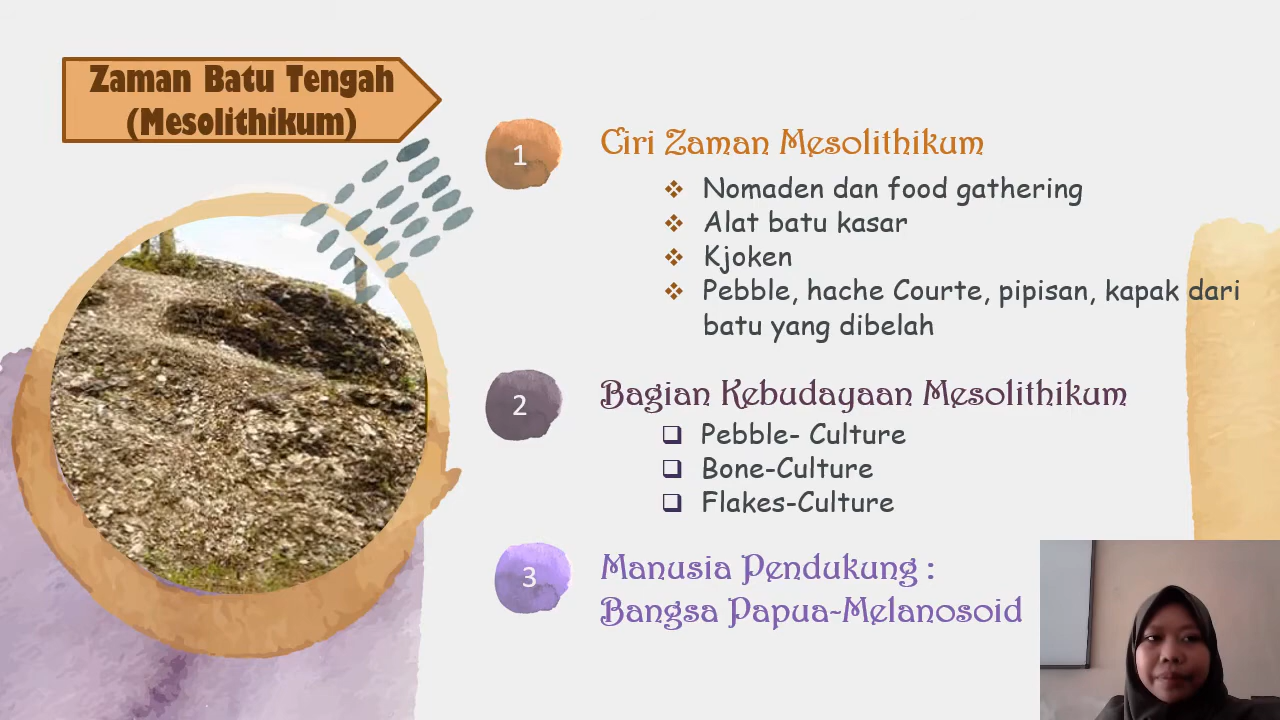 Zaman Batu Tengah
(Mesolithikum)
1
Ciri Zaman Mesolithikum
Nomaden dan food gathering
Alat batu kasar
Kjoken
Pebble, hache Courte, pipisan, kapak dari
batu yang dibelah
2
Bagian Kebudayaan Mesolithikum
Pebble- Culture
Bone-Culture
Flakes-Culture
3
Manusia Pendukung :
Bangsa Papua-Melanosoid